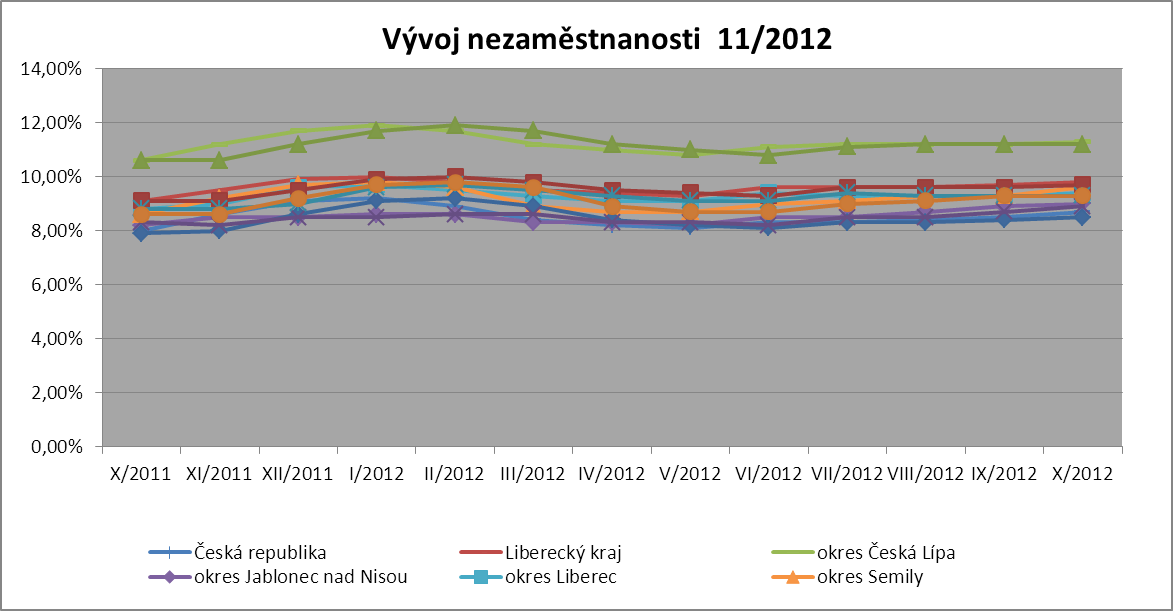 Vývoj nezaměstnanosti 11/2012
14,00%
12,00%
10,00%
8,00%
6,00%
4,00%
2,00%
0,00%
X/2011 XI/2011 XII/2011 I/2012 II/2012 III/2012 IV/2012 V/2012 VI/2012 VII/2012 VIII/2012 IX/2012 X/2012
Česká republika Liberecký kraj okres Česká Lípa
okres Jablonec nad Nisou okres Liberec okres Semily